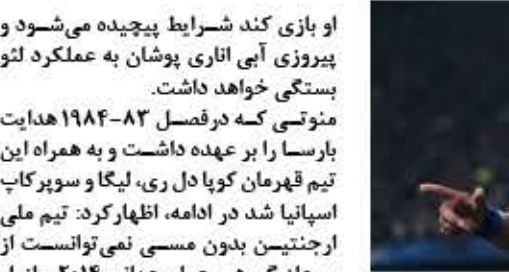 او بازی کند شرایط پیچیده می‌شود و
پیروزی آبی اناری پوشان به عملکرد لئو
بستگی خواهد داشت.
منوتی که درفصل ۸۳-۱۹۸۴ هدایت
بارسا را بر عهده داشت و به همراه این
تیم قهرمان کوپا دل ری، لیگا و سوپر کاپ
اسپانیا شد در ادامه، اظهارکرد: تیم ملی
ارجنتین بدون مسی نمی‌توانست از